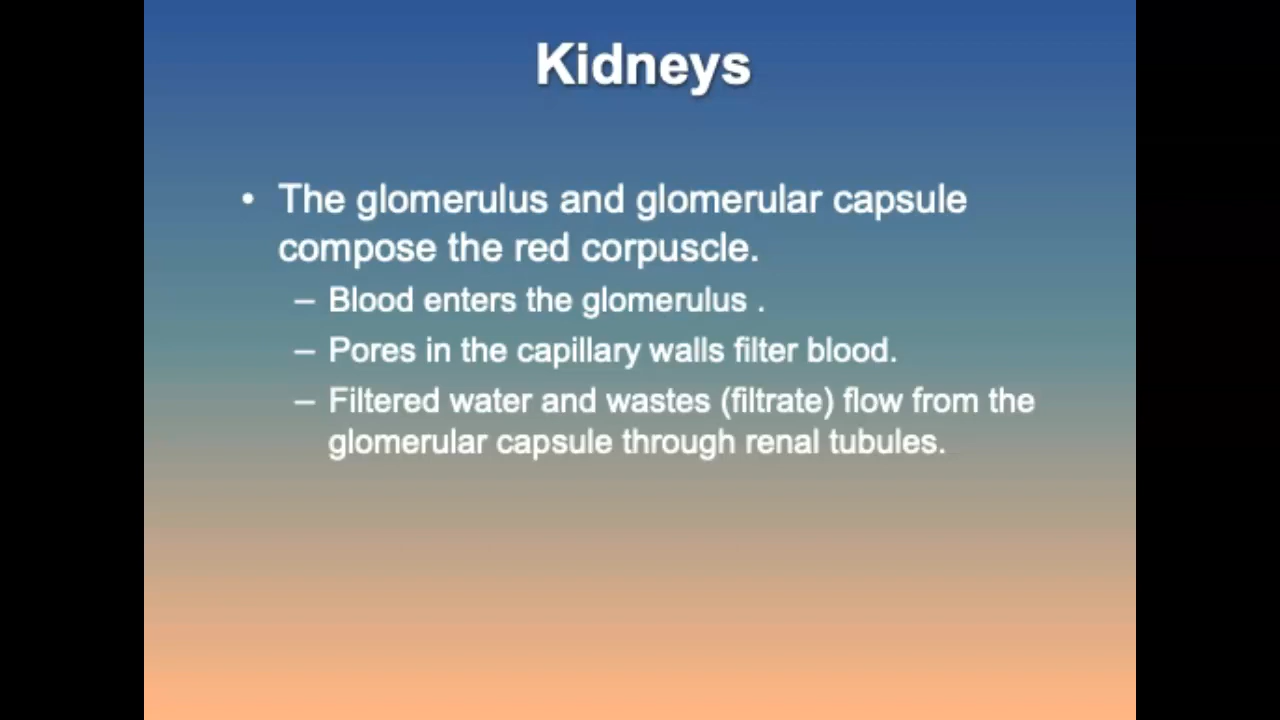 Kidneys
• The glomerulus and glomerular capsule
compose the red corpuscle.
– Blood enters the glomerulus .
– Pores in the capillary walls filter blood.
– Filtered water and wastes (filtrate) flow from the
glomerular capsule through renal tubules.